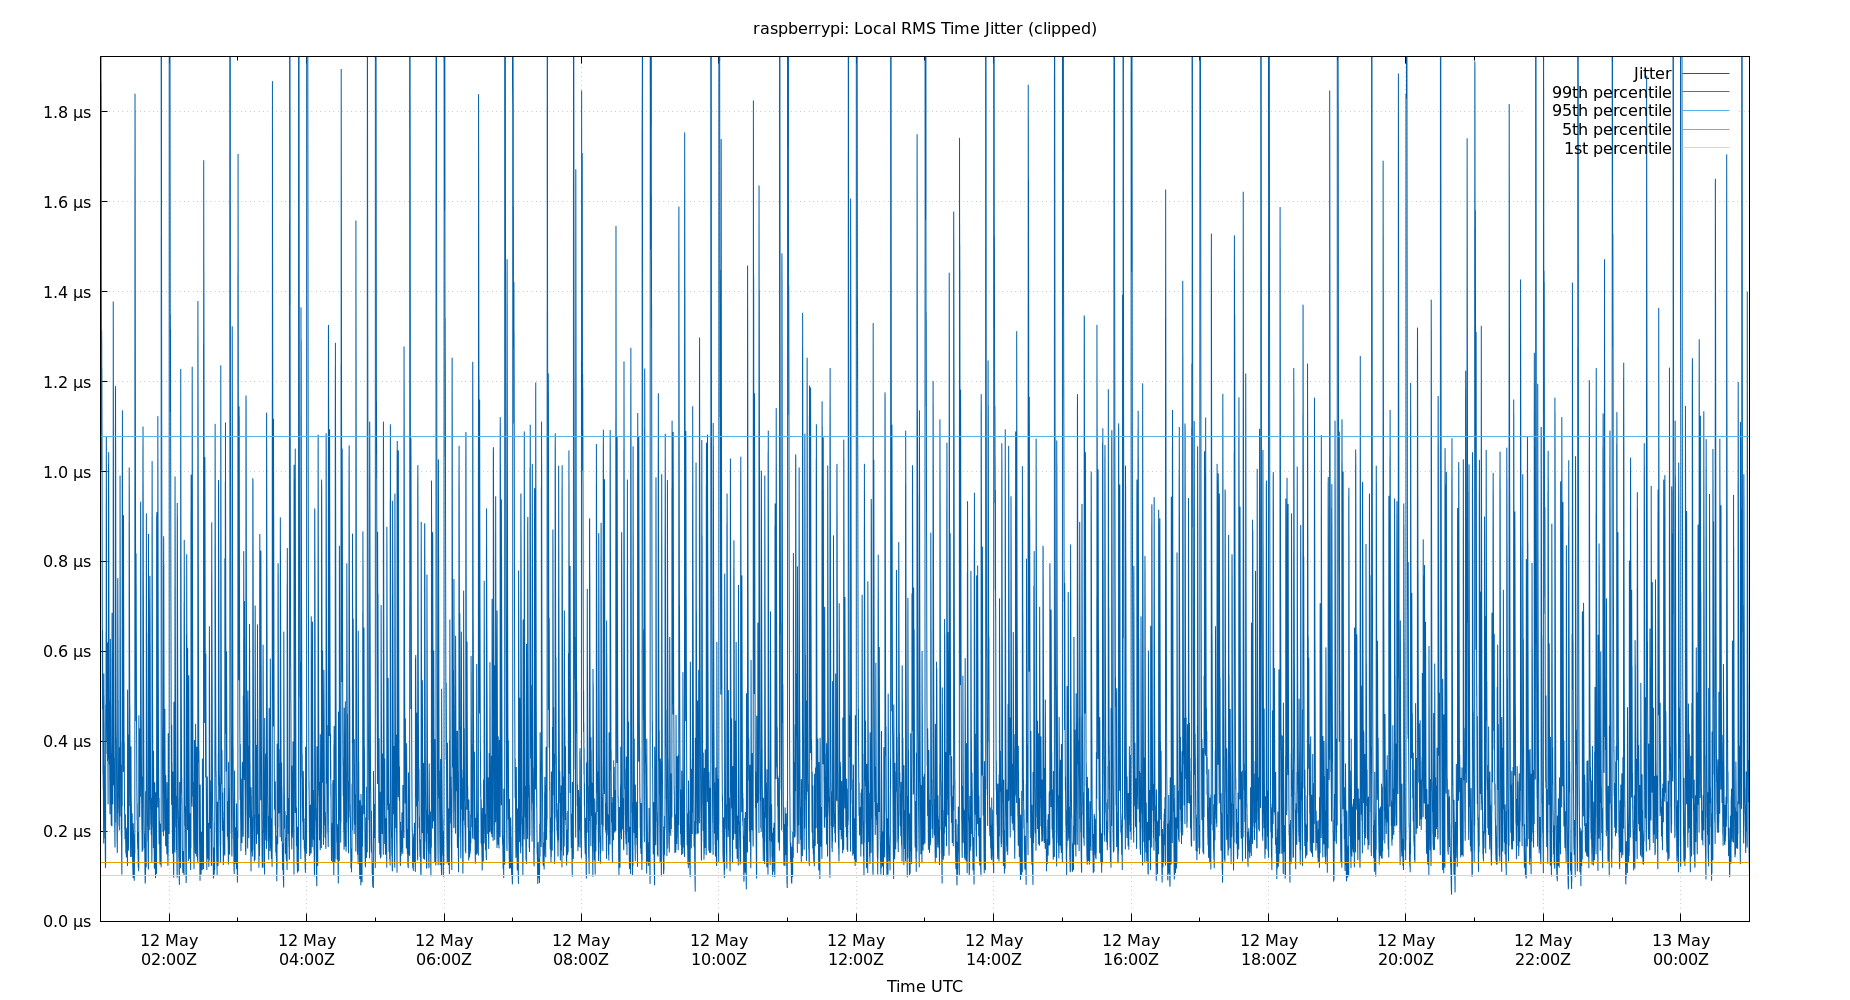 raspberrypi: Local RMS Time Jitter (clipped)
Jitter
99th percentile
95th percentile
5th percentile
1st percentile
1.8 µs
1.6 µs
1.4 µs
1.2 µs
1.0 µs
0.8 µs
0.6 µs
0.4 µs
0.2 µs
0.0 µs
12 May 12 May 12 May 12 May 12 May 12 May 12 May 12 May 12 May 12 May 12 May 13 May
02:00Z 04:00Z 06:00Z 08:00Z 10:00Z 12:00Z 14:00Z 16:00Z 18:00Z 20:00Z 22:00Z 00:00Z
Time UTC